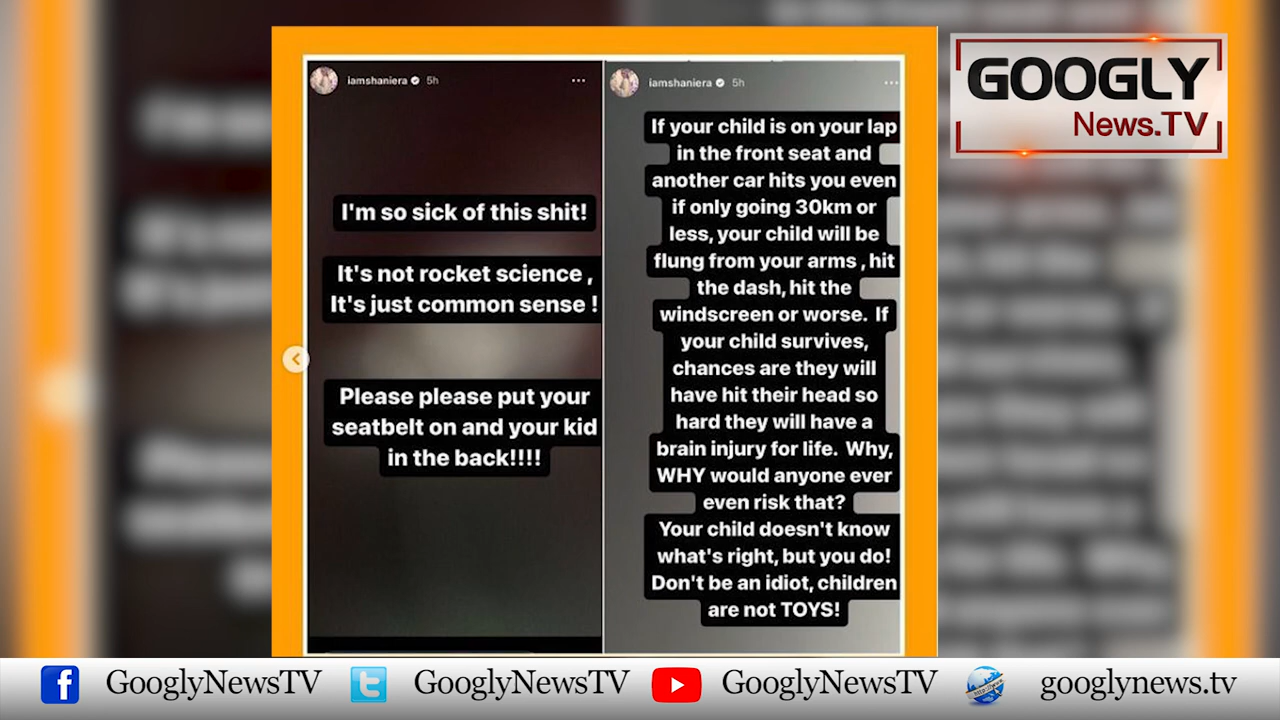 iamshaniera 5h
I'm so sick of this shit!
It's not rocket science ,
It's just common sense !
Please please put your
seatbelt on and your kid
in the back!!!!
iamshaniera 5h
If your child is on your lap
in the front seat and
another car hits you even
if only going 30km or
less, your child will be
flung from your arms , hit
the dash, hit the
windscreen or worse. If
your child survives,
chances are they will
have hit their head so
hard they will have a
brain injury for life. Why,
WHY would anyone ever
even risk that?
Your child doesn't know
what's right, but you do!
Don't be an idiot, children
are not TOYS!
GOOGLY
News.TV
GooglyNewsTV
GooglyNewsTV
GooglyNewsTV
googlynews.tv